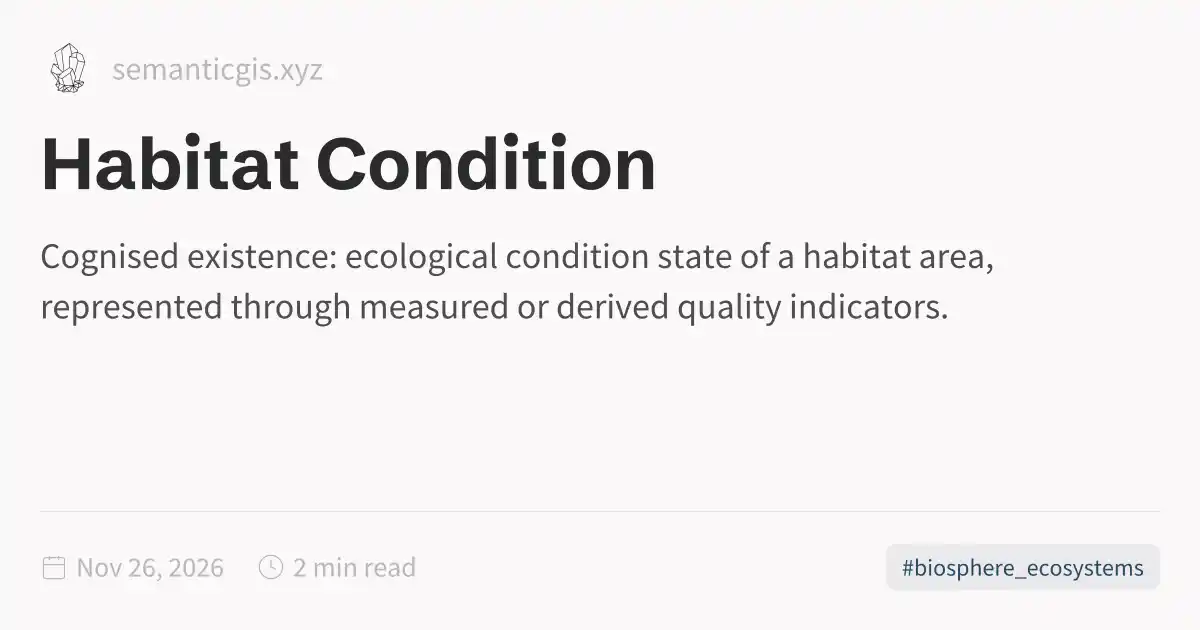 semanticgis.xyz
Habitat Condition
Cognised existence: ecological condition state of a habitat area,
represented through measured or derived quality indicators.
Nov 26, 2026
2 min read
#biosphere_ecosystems